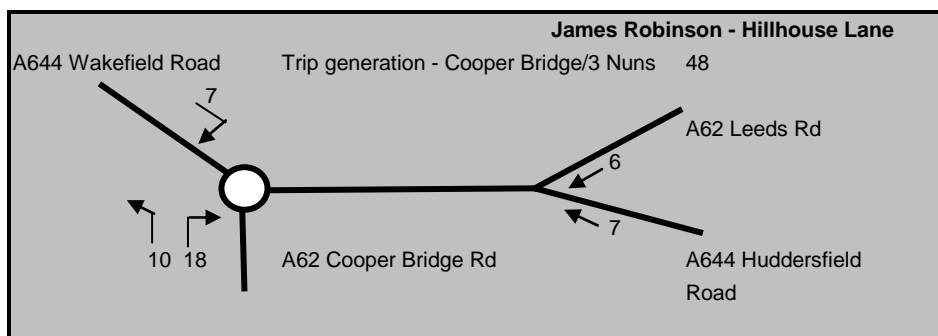 James Robinson - Hillhouse Lane
A644 Wakefield Road Trip generation - Cooper Bridge/3 Nuns 48
7
A62 Leeds Rd
6
7
10 18 A62 Cooper Bridge Rd A644 Huddersfield
Road